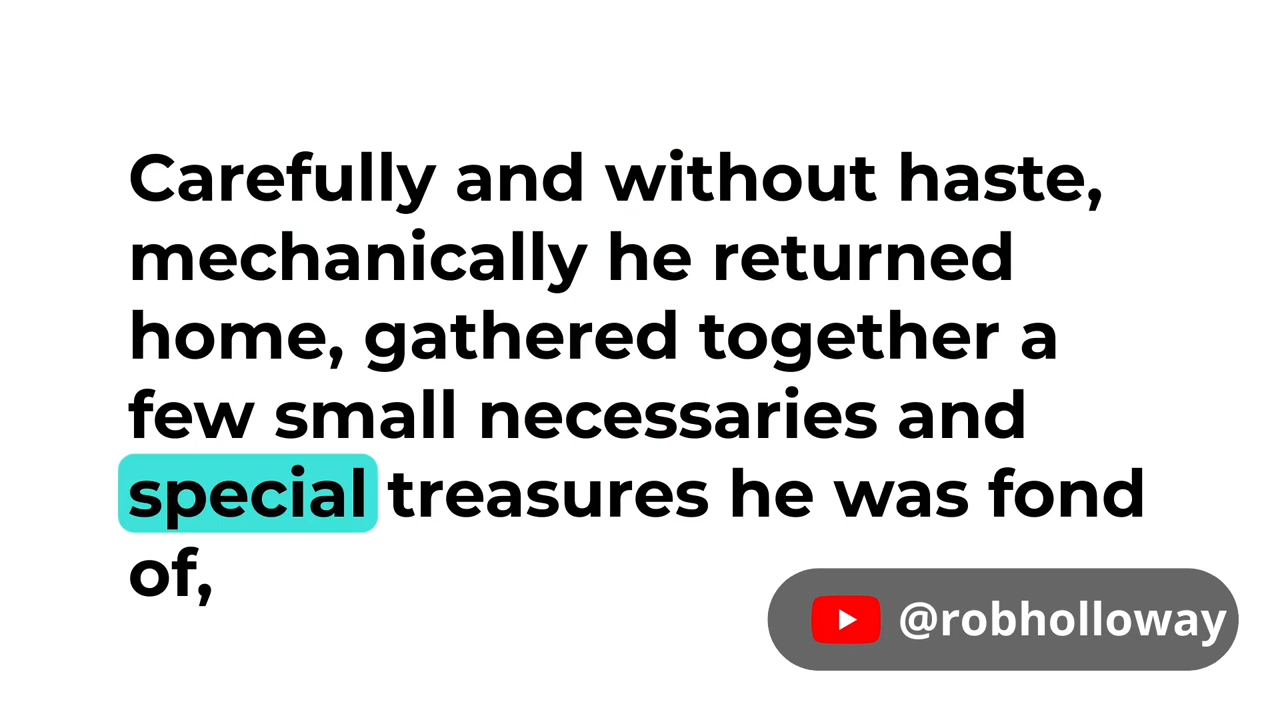 Carefully and without haste,
mechanically he returned
home, gathered together a
few small necessaries and
special treasures he was fond
of,
@robholloway